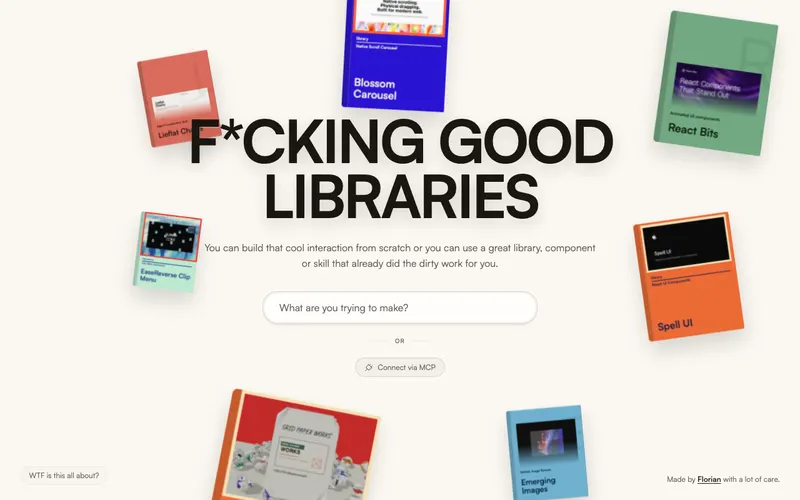 Native scrolling.
Physical dragging.
Built for modern web.
Library
Native Scroll Carousel
Blossom
Carousel
React Components
That Stand Out
Animated UI components
React Bits
Lieflat Ch
F*CKING GOOD
LIBRARIES
You can build that cool interaction from scratch or you can use a great library, component
or skill that already did the dirty work for you.
What are you trying to make?
OR
Connect via MCP
EaseReverse Clip
Menu
Spell UI
Spell UI
GRID PAPER WORKS
WORKS
Emerging
Images
WTF is this all about?
Made by Florian with a lot of care.